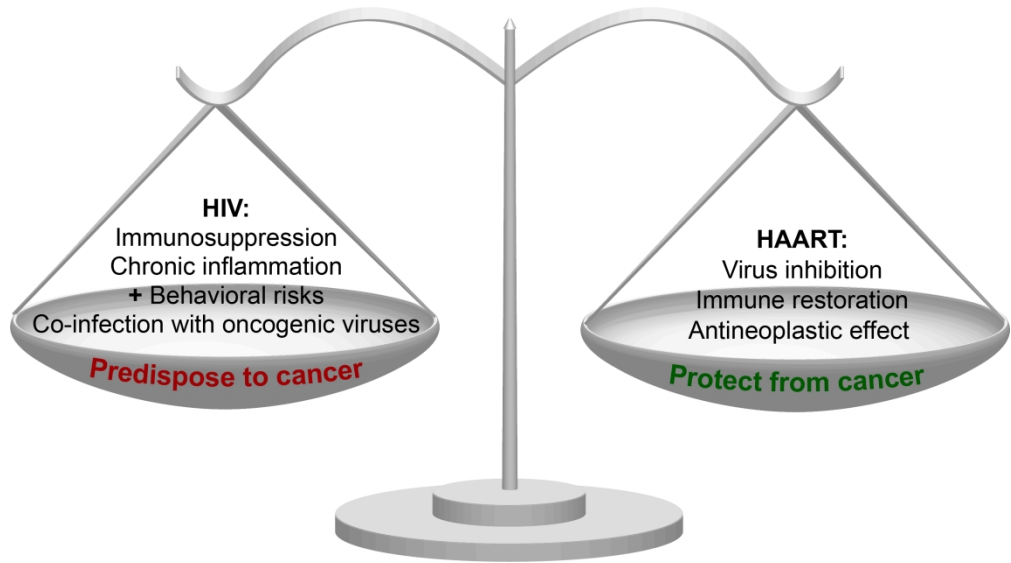 HIV:
Immunosuppression
Chronic inflammation
+ Behavioral risks
Co-infection with oncogenic viruses
Predispose to cancer
HAART:
Virus inhibition
Immune restoration
Antineoplastic effect
Protect from cancer